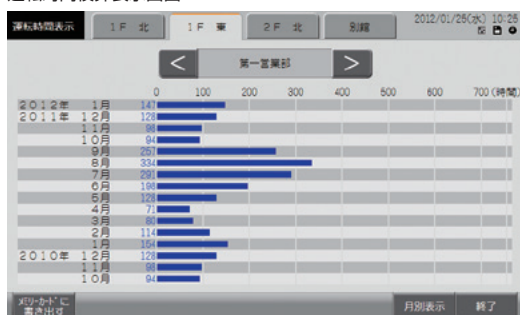 運転時間表示 1F 北 1F 東 2F 北 別館 2012/01/25(水) 10:26
< 第一営業部 >
0 100 200 300 400 500 600 700 (時間)
2012年 1月 147
2011年 12月 128
11月 98
10月 94
9月 257
8月 334
7月 291
6月 198
5月 128
4月 71
3月 80
2月 114
1月 154
2010年 12月 128
11月 98
10月 94
メモリーカードに
書き出す
月別表示 終了